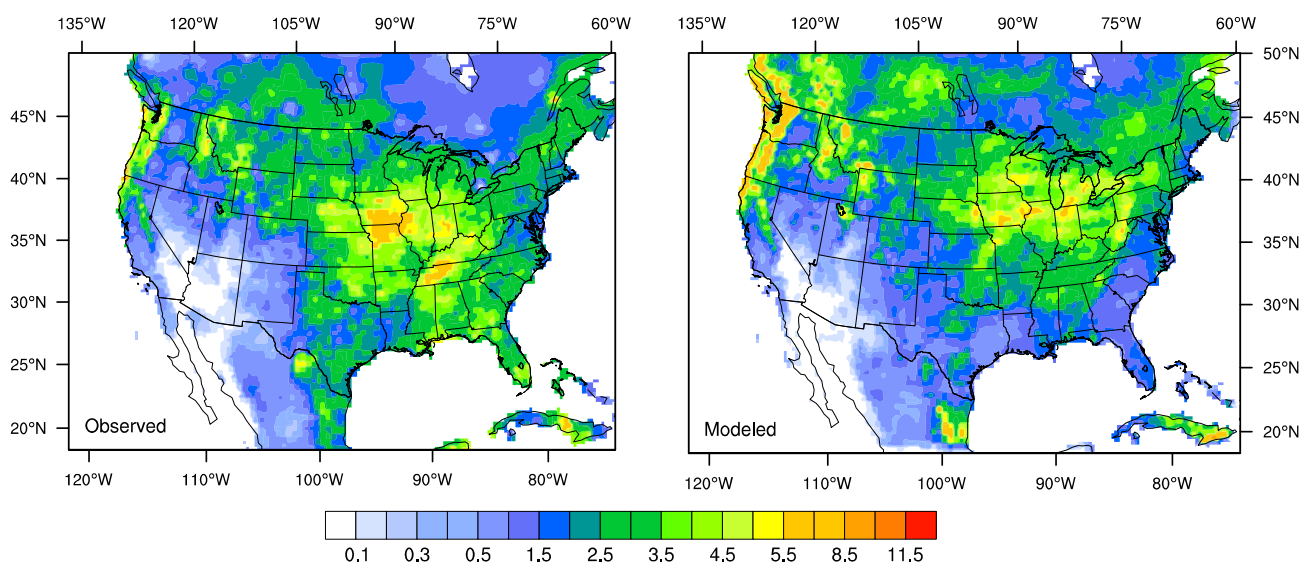 135°W 120°W 105°W 90°W 75°W 60°W 135°W 120°W 105°W 90°W 75°W 60°W
50°N
45°N 45°N
40°N 40°N
35°N 35°N
30°N 30°N
25°N 25°N
20°N Observed Modeled 20°N
120°W 110°W 100°W 90°W 80°W 120°W 110°W 100°W 90°W 80°W
0.1 0.3 0.5 1.5 2.5 3.5 4.5 5.5 8.5 11.5